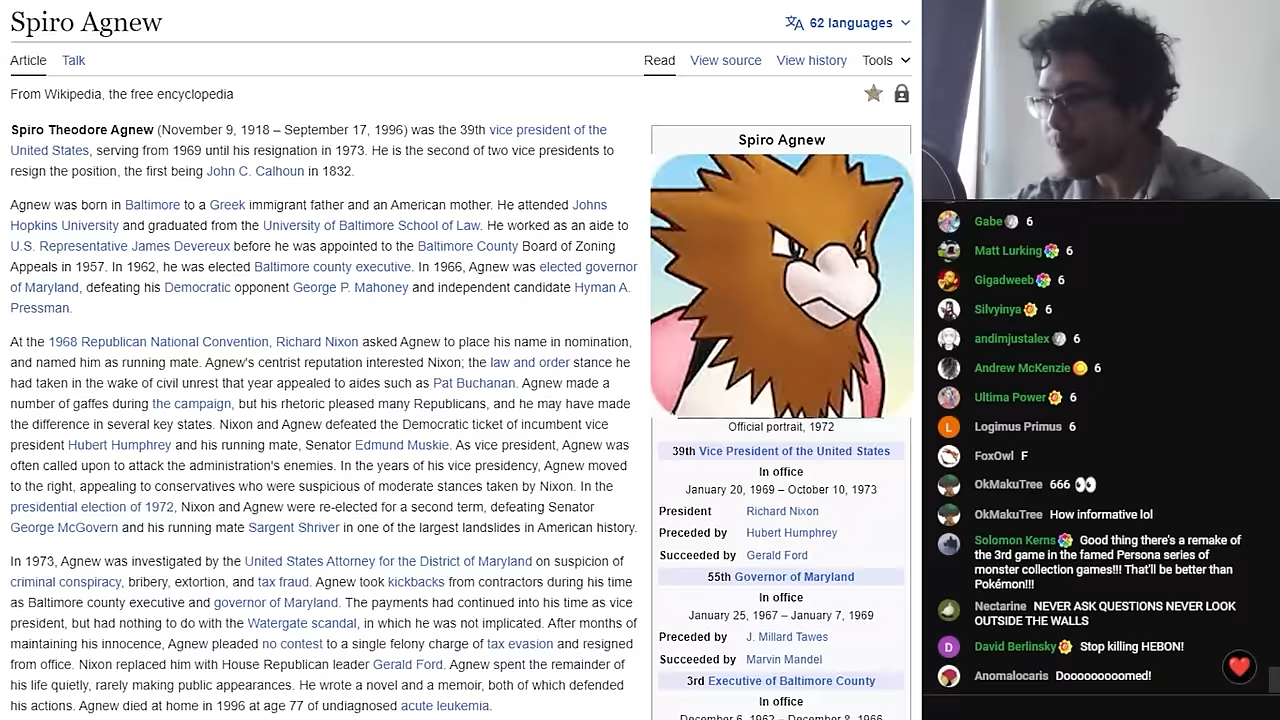 Spiro Agnew
62 languages
Article Talk
Read View source View history Tools
From Wikipedia, the free encyclopedia
Spiro Theodore Agnew (November 9, 1918 – September 17, 1996) was the 39th vice president of the
United States, serving from 1969 until his resignation in 1973. He is the second of two vice presidents to
resign the position, the first being John C. Calhoun in 1832.
Agnew was born in Baltimore to a Greek immigrant father and an American mother. He attended Johns
Hopkins University and graduated from the University of Baltimore School of Law. He worked as an aide to
U.S. Representative James Devereux before he was appointed to the Baltimore County Board of Zoning
Appeals in 1957. In 1962, he was elected Baltimore county executive. In 1966, Agnew was elected governor
of Maryland, defeating his Democratic opponent George P. Mahoney and independent candidate Hyman A.
Pressman.
At the 1968 Republican National Convention, Richard Nixon asked Agnew to place his name in nomination,
and named him as running mate. Agnew's centrist reputation interested Nixon; the law and order stance he
had taken in the wake of civil unrest that year appealed to aides such as Pat Buchanan. Agnew made a
number of gaffes during the campaign, but his rhetoric pleased many Republicans, and he may have made
the difference in several key states. Nixon and Agnew defeated the Democratic ticket of incumbent vice
president Hubert Humphrey and his running mate, Senator Edmund Muskie. As vice president, Agnew was
often called upon to attack the administration's enemies. In the years of his vice presidency, Agnew moved
to the right, appealing to conservatives who were suspicious of moderate stances taken by Nixon. In the
presidential election of 1972, Nixon and Agnew were re-elected for a second term, defeating Senator
George McGovern and his running mate Sargent Shriver in one of the largest landslides in American history.
In 1973, Agnew was investigated by the United States Attorney for the District of Maryland on suspicion of
criminal conspiracy, bribery, extortion, and tax fraud. Agnew took kickbacks from contractors during his time
as Baltimore county executive and governor of Maryland. The payments had continued into his time as vice
president, but had nothing to do with the Watergate scandal, in which he was not implicated. After months of
maintaining his innocence, Agnew pleaded no contest to a single felony charge of tax evasion and resigned
from office. Nixon replaced him with House Republican leader Gerald Ford. Agnew spent the remainder of
his life quietly, rarely making public appearances. He wrote a novel and a memoir, both of which defended
his actions. Agnew died at home in 1996 at age 77 of undiagnosed acute leukemia.
Spiro Agnew
Official portrait, 1972
39th Vice President of the United States
In office
January 20, 1969 – October 10, 1973
President Richard Nixon
Preceded by Hubert Humphrey
Succeeded by Gerald Ford
55th Governor of Maryland
In office
January 25, 1967 – January 7, 1969
Preceded by J. Millard Tawes
Succeeded by Marvin Mandel
3rd Executive of Baltimore County
In office
December 6, 1962 – December 8, 1966
Gabe 6
Matt Lurking 6
Gigadweeb 6
Silvyinya 6
andimjustalex 6
Andrew McKenzie 6
Ultima Power 6
L Logimus Primus 6
FoxOwl F
OkMakuTree 666 👀
OkMakuTree How informative lol
Solomon Kerns Good thing there's a remake of
the 3rd game in the famed Persona series of
monster collection games!!! That'll be better than
Pokémon!!!
Nectarine NEVER ASK QUESTIONS NEVER LOOK
OUTSIDE THE WALLS
D David Berlinsky Stop killing HEBON!
Anomalocaris Dooooooooomed!